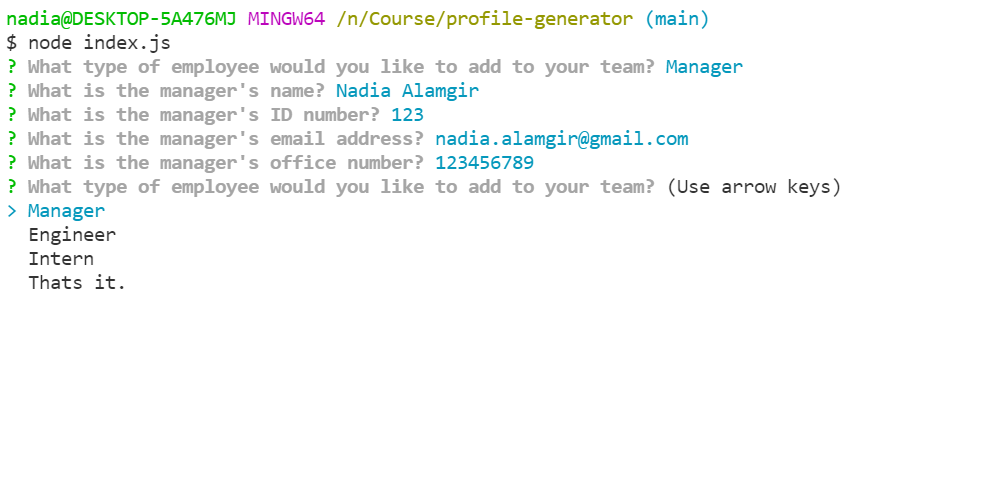 nadia@DESKTOP-5A476MJ MINGW64 /n/Course/profile-generator (main)
$ node index.js
? What type of employee would you like to add to your team? Manager
? What is the manager's name? Nadia Alamgir
? What is the manager's ID number? 123
? What is the manager's email address? nadia.alamgir@gmail.com
? What is the manager's office number? 123456789
? What type of employee would you like to add to your team? (Use arrow keys)
> Manager
  Engineer
  Intern
  Thats it.